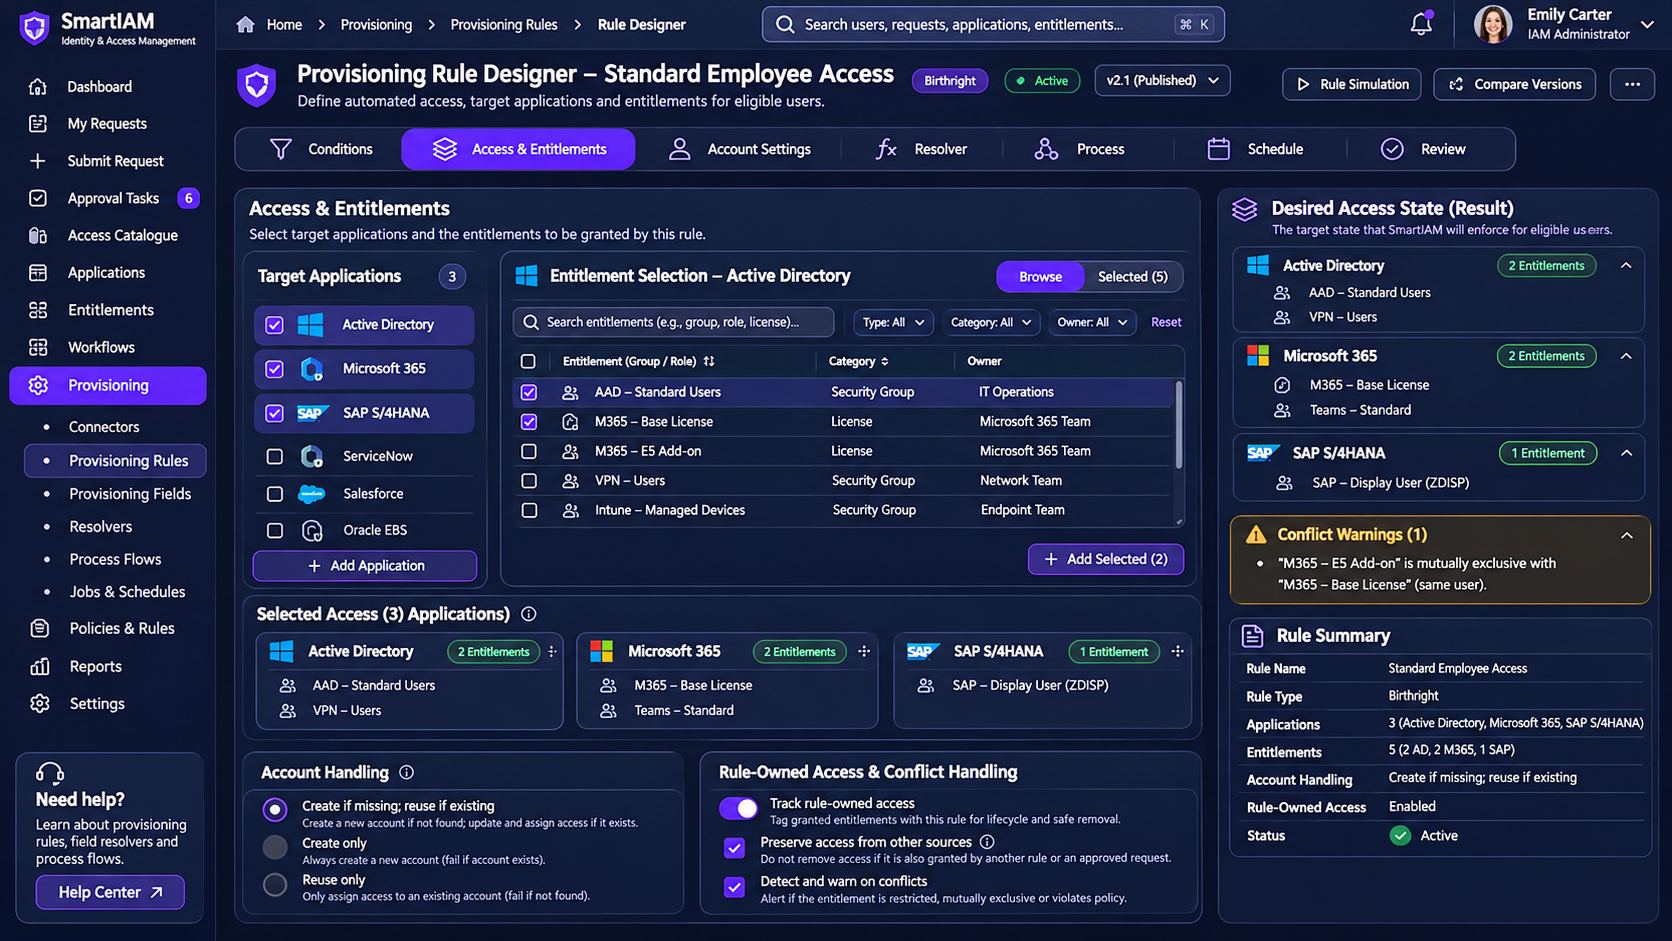 SmartIAM
Identity & Access Management
Home
Provisioning
Provisioning Rules
Rule Designer
Search users, requests, applications, entitlements...
⌘ K
Emily Carter
IAM Administrator
Dashboard
My Requests
Submit Request
Approval Tasks
6
Access Catalogue
Applications
Entitlements
Workflows
Provisioning
Connectors
Provisioning Rules
Provisioning Fields
Resolvers
Process Flows
Jobs & Schedules
Policies & Rules
Reports
Settings
Need help?
Learn about provisioning
rules, field resolvers and
process flows.
Help Center
Provisioning Rule Designer – Standard Employee Access
Birthright
Active
v2.1 (Published)
Define automated access, target applications and entitlements for eligible users.
Rule Simulation
Compare Versions
Conditions
Access & Entitlements
Account Settings
fx Resolver
Process
Schedule
Review
Access & Entitlements
Select target applications and the entitlements to be granted by this rule.
Target Applications
3
Active Directory
Microsoft 365
SAP SAP S/4HANA
ServiceNow
Salesforce
Oracle EBS
+ Add Application
Entitlement Selection – Active Directory
Browse
Selected (5)
Search entitlements (e.g., group, role, license)...
Type: All
Category: All
Owner: All
Reset
Entitlement (Group / Role)
Category
Owner
AAD – Standard Users
Security Group
IT Operations
M365 – Base License
License
Microsoft 365 Team
M365 – E5 Add-on
License
Microsoft 365 Team
VPN – Users
Security Group
Network Team
Intune – Managed Devices
Security Group
Endpoint Team
+ Add Selected (2)
Selected Access (3) Applications)
Active Directory
2 Entitlements
AAD – Standard Users
VPN – Users
Microsoft 365
2 Entitlements
M365 – Base License
Teams – Standard
SAP SAP S/4HANA
1 Entitlement
SAP – Display User (ZDISP)
Account Handling
Create if missing; reuse if existing
Create a new account if not found; update and assign access if it exists.
Create only
Always create a new account (fail if account exists).
Reuse only
Only assign access to an existing account (fail if not found).
Rule-Owned Access & Conflict Handling
Track rule-owned access
Tag granted entitlements with this rule for lifecycle and safe removal.
Preserve access from other sources
Do not remove access if it is also granted by another rule or an approved request.
Detect and warn on conflicts
Alert if the entitlement is restricted, mutually exclusive or violates policy.
Desired Access State (Result)
The target state that SmartIAM will enforce for eligible users.
Active Directory
2 Entitlements
AAD – Standard Users
VPN – Users
Microsoft 365
2 Entitlements
M365 – Base License
Teams – Standard
SAP SAP S/4HANA
1 Entitlement
SAP – Display User (ZDISP)
Conflict Warnings (1)
• "M365 – E5 Add-on" is mutually exclusive with
"M365 – Base License" (same user).
Rule Summary
Rule Name
Standard Employee Access
Rule Type
Birthright
Applications
3 (Active Directory, Microsoft 365, SAP S/4HANA)
Entitlements
5 (2 AD, 2 M365, 1 SAP)
Account Handling
Create if missing; reuse if existing
Rule-Owned Access
Enabled
Status
Active